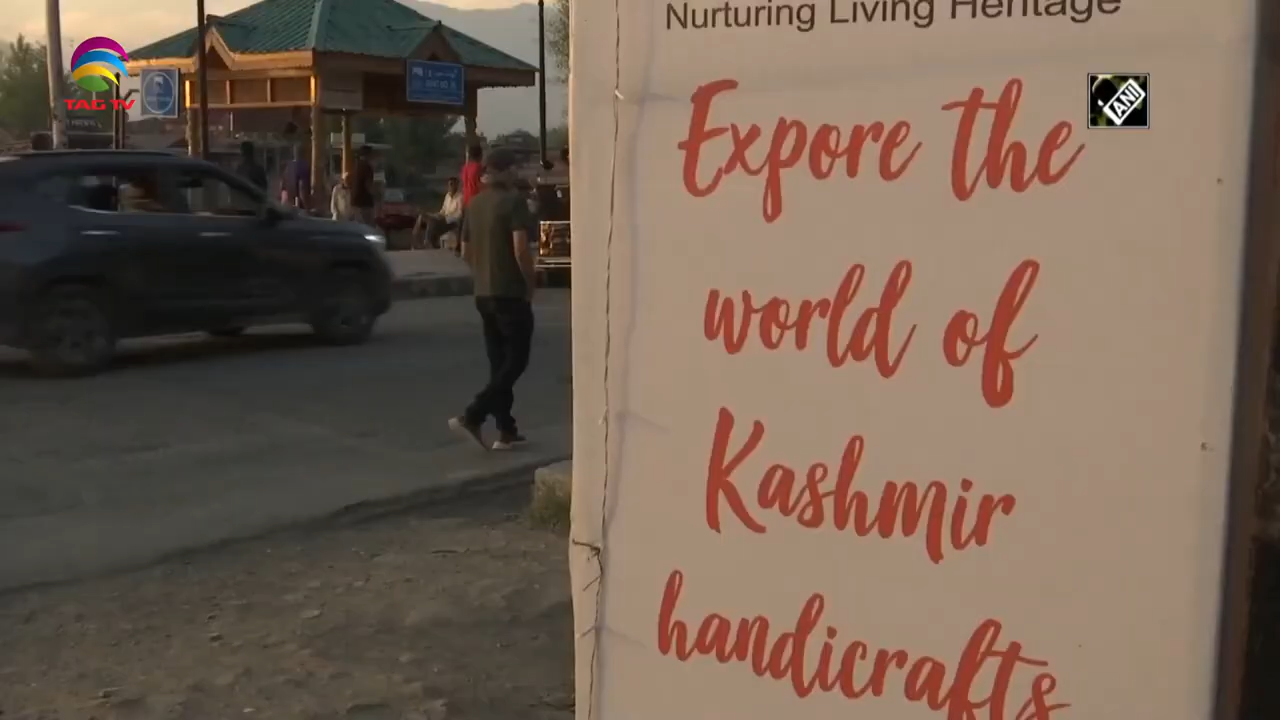 Nurturing Living Heritage
Expore the
world of
Kashmir
handicrafts
TAG TV
ANI